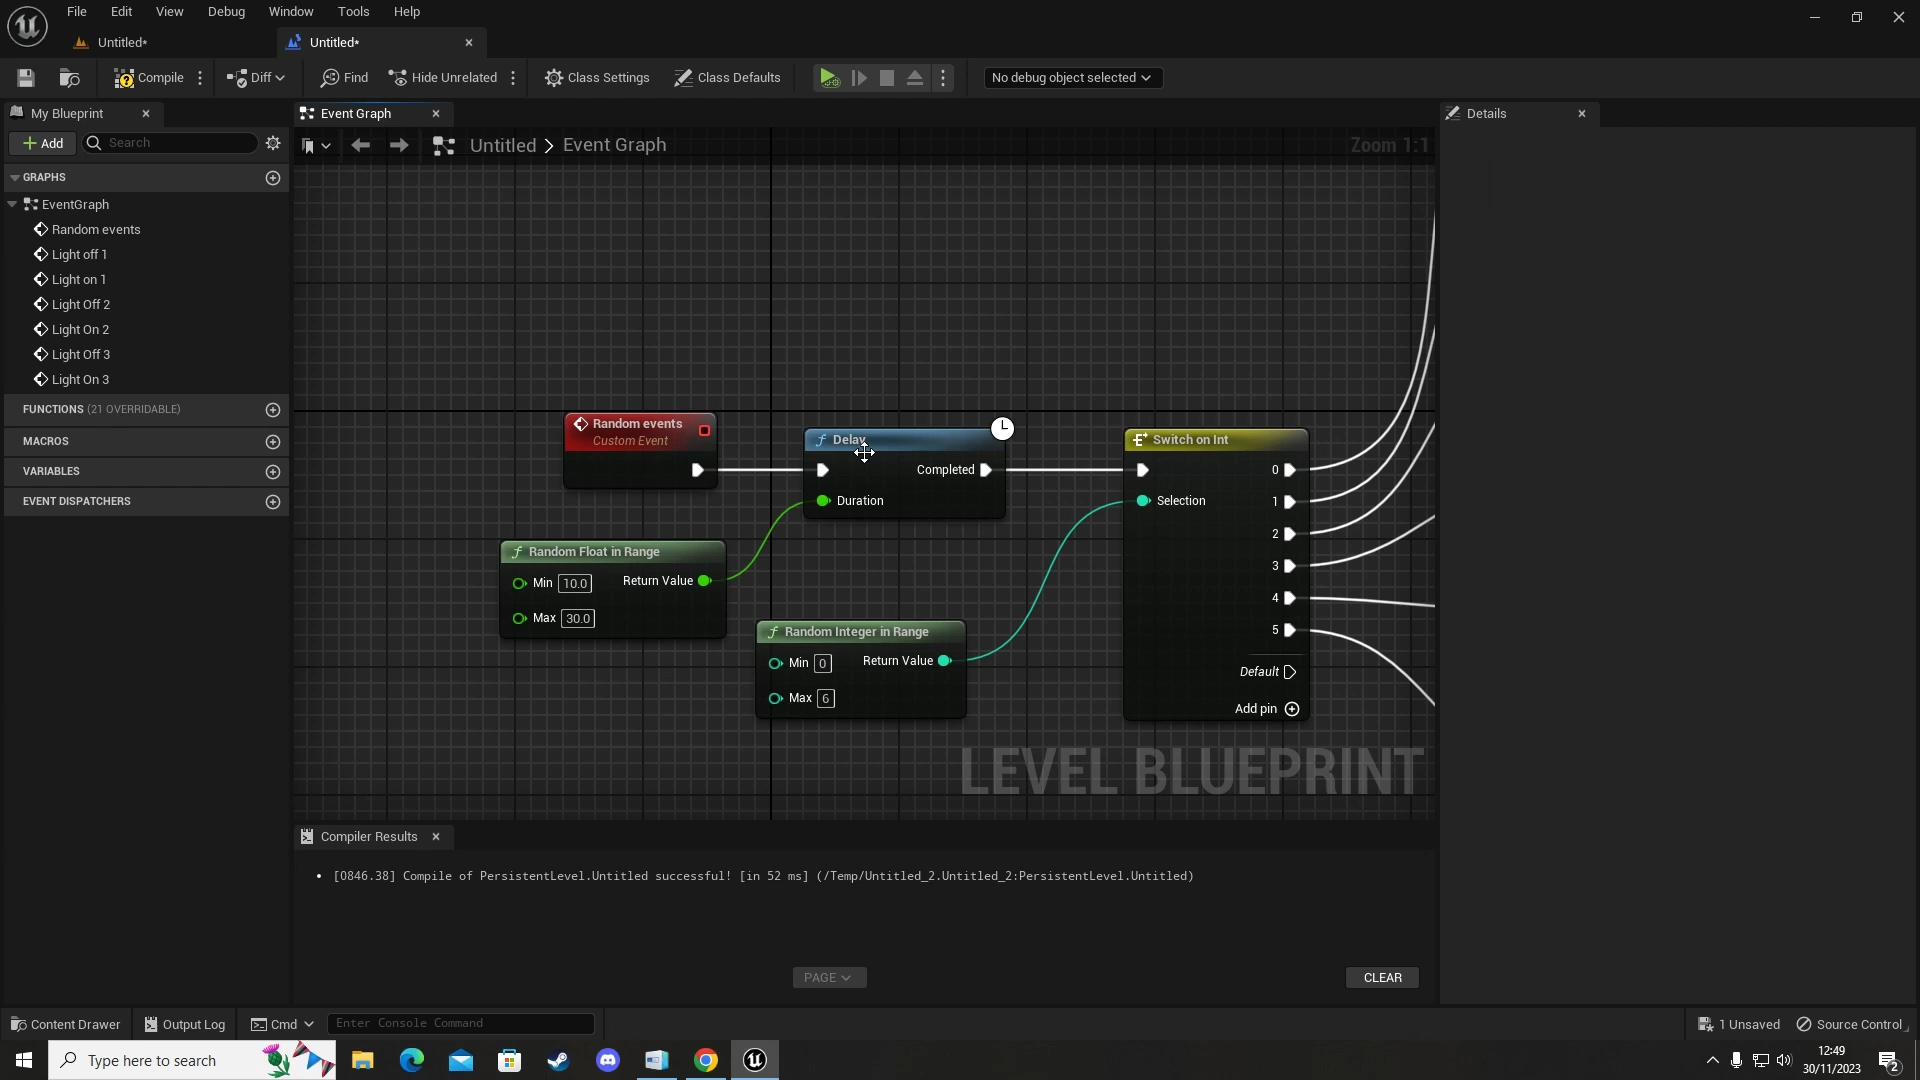 File Edit View Debug Window Tools Help
Untitled*
Untitled*
Compile Diff Find Hide Unrelated Class Settings Class Defaults No debug object selected
My Blueprint
Event Graph
Details
Add Search
Untitled > Event Graph Zoom 1:1
GRAPHS
EventGraph
Random events
Light off 1
Light on 1
Light Off 2
Light On 2
Light Off 3
Light On 3
FUNCTIONS (21 OVERRIDABLE)
MACROS
VARIABLES
EVENT DISPATCHERS
Random events
Custom Event
f Delay
Completed
Duration
Switch on Int
Selection
0
1
2
3
4
5
Default
Add pin
f Random Float in Range
Min 10.0 Return Value
Max 30.0
f Random Integer in Range
Min 0 Return Value
Max 6
LEVEL BLUEPRINT
Compiler Results
• [0846.38] Compile of PersistentLevel.Untitled successful! [in 52 ms] (/Temp/Untitled_2.Untitled_2:PersistentLevel.Untitled)
PAGE CLEAR
Content Drawer Output Log Cmd Enter Console Command 1 Unsaved Source Control
Type here to search
12:49
30/11/2023
2